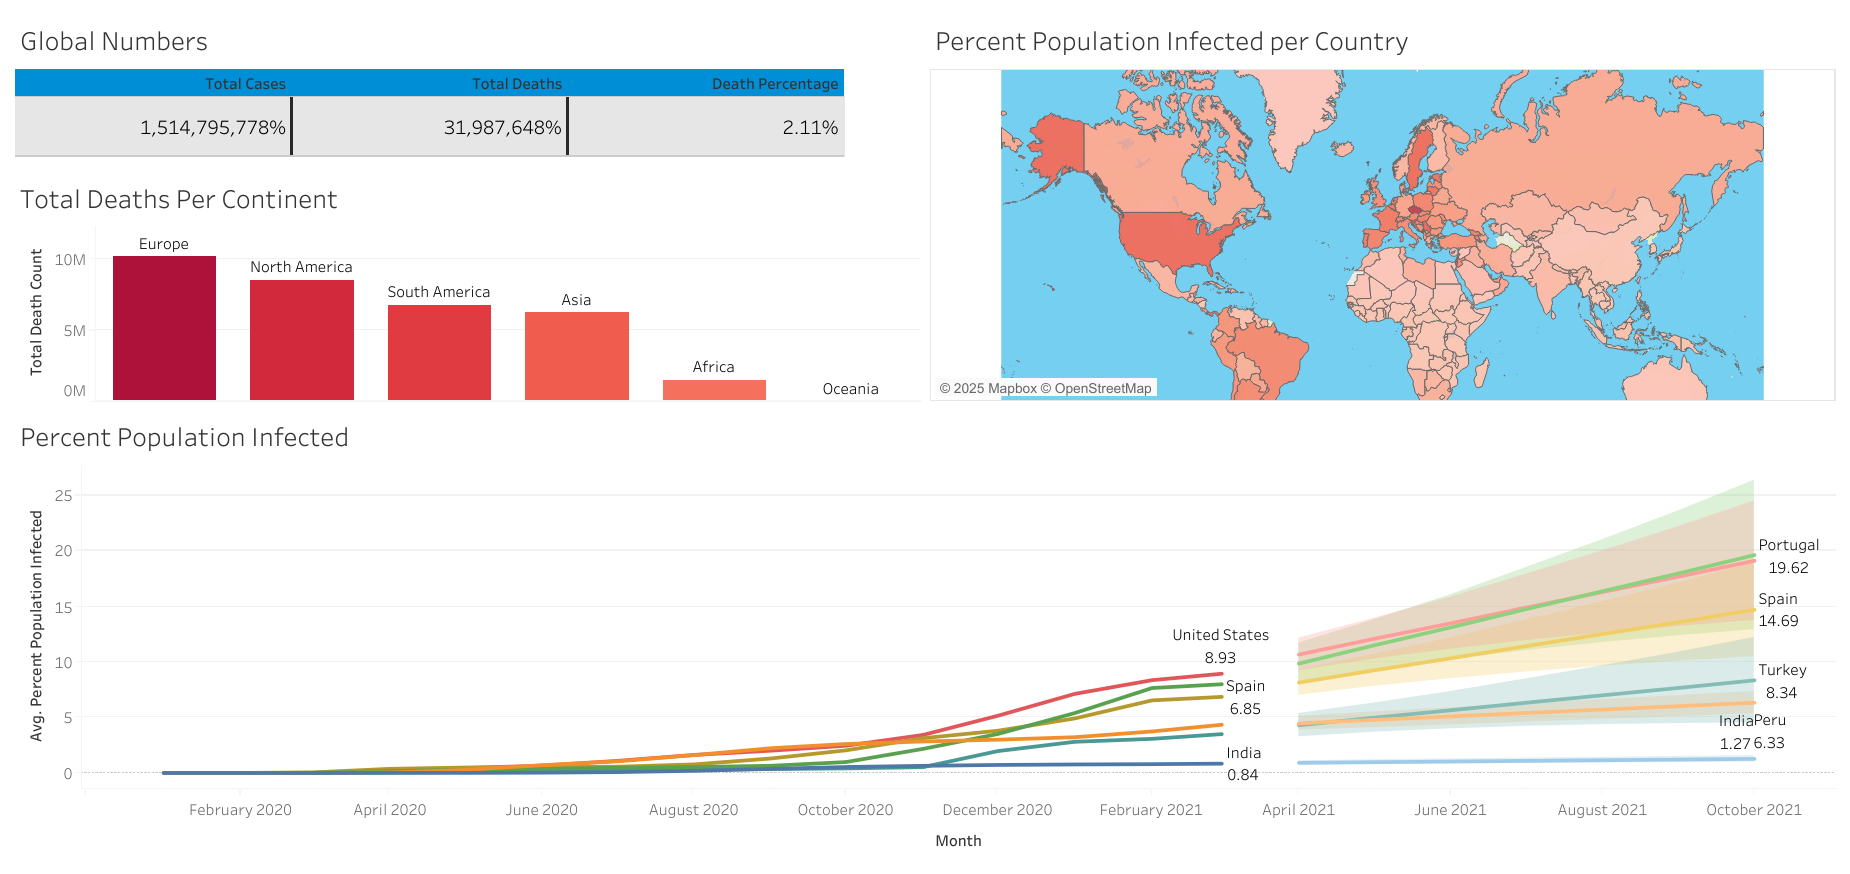 Global Numbers
Total Cases Total Deaths Death Percentage
1,514,795,778% 31,987,648% 2.11%
Total Deaths Per Continent
Total Death Count
10M
5M
0M
Europe
North America
South America
Asia
Africa
Oceania
Percent Population Infected per Country
© 2025 Mapbox © OpenStreetMap
Percent Population Infected
Avg. Percent Population Infected
25
20
15
10
5
0
United States
8.93
Spain
6.85
India
0.84
Portugal
19.62
Spain
14.69
Turkey
8.34
India Peru
1.27 6.33
February 2020 April 2020 June 2020 August 2020 October 2020 December 2020 February 2021 April 2021 June 2021 August 2021 October 2021
Month